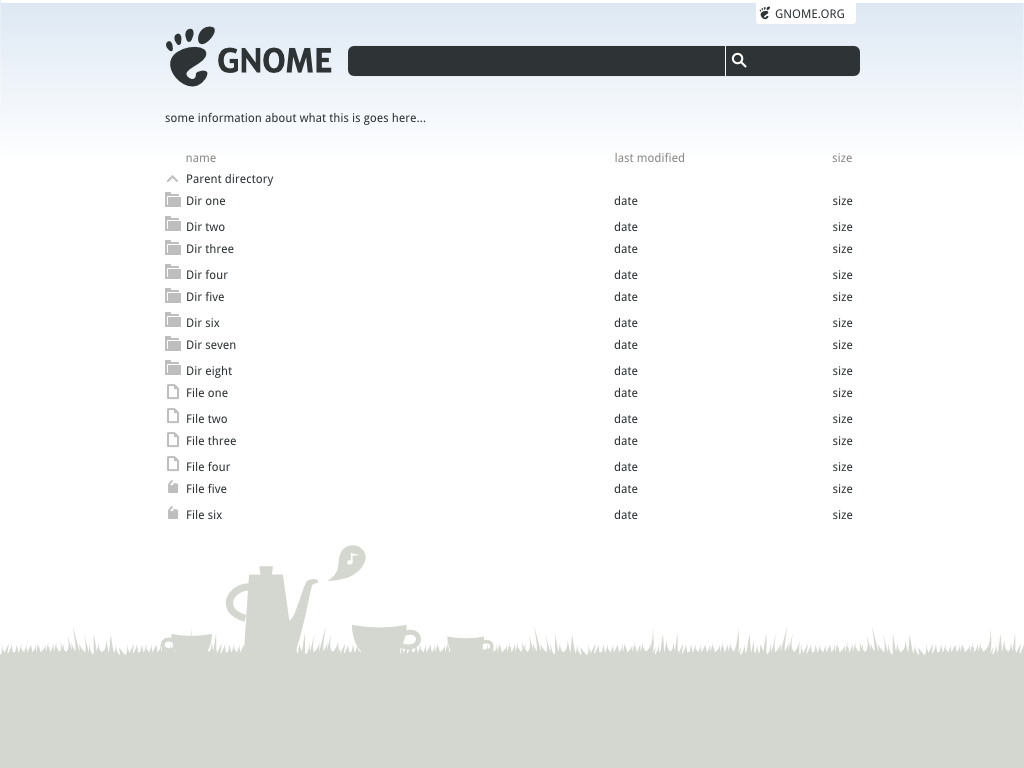 GNOME.ORG
GNOME
some information about what this is goes here...
name last modified size
Parent directory
Dir one date size
Dir two date size
Dir three date size
Dir four date size
Dir five date size
Dir six date size
Dir seven date size
Dir eight date size
File one date size
File two date size
File three date size
File four date size
File five date size
File six date size